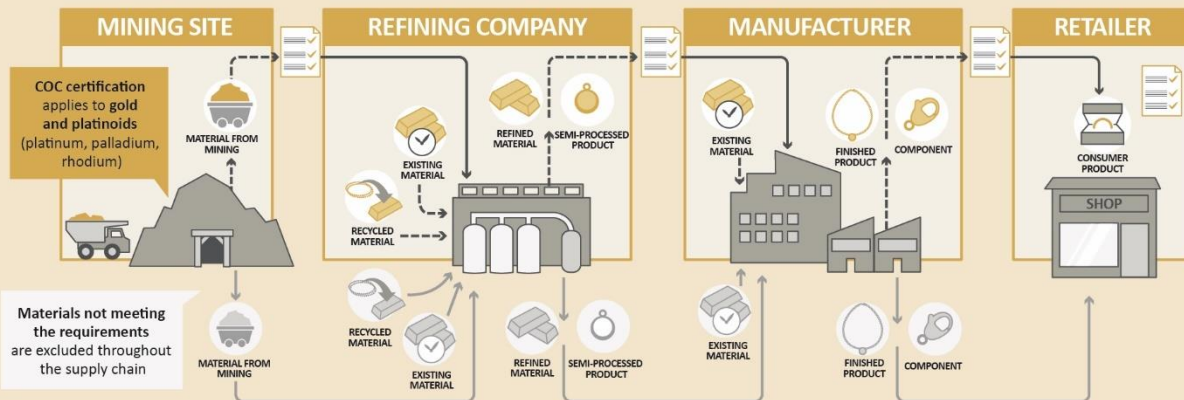 MINING SITE
REFINING COMPANY
MANUFACTURER
RETAILER
COC certification
applies to gold
and platinoids
(platinum, palladium,
rhodium)
MATERIAL FROM
MINING
EXISTING
MATERIAL
RECYCLED
MATERIAL
REFINED
MATERIAL
SEMI-PROCESSED
PRODUCT
EXISTING
MATERIAL
FINISHED
PRODUCT
COMPONENT
CONSUMER
PRODUCT
SHOP
Materials not meeting
the requirements
are excluded throughout
the supply chain
MATERIAL FROM
MINING
RECYCLED
MATERIAL
EXISTING
MATERIAL
REFINED
MATERIAL
SEMI-PROCESSED
PRODUCT
EXISTING
MATERIAL
FINISHED
PRODUCT
COMPONENT